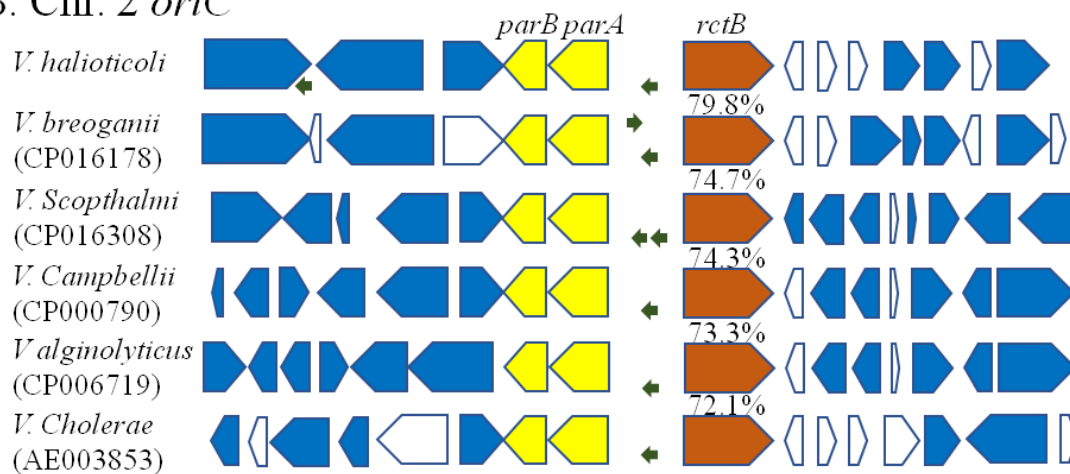 3. Chr. 2 oriC
parB parA rctB
V. halioticoli
79.8%
V. breoganii
(CP016178)
74.7%
V. Scopthalmi
(CP016308)
74.3%
V. Campbellii
(CP000790)
73.3%
V alginolyticus
(CP006719)
72.1%
V. Cholerae
(AE003853)